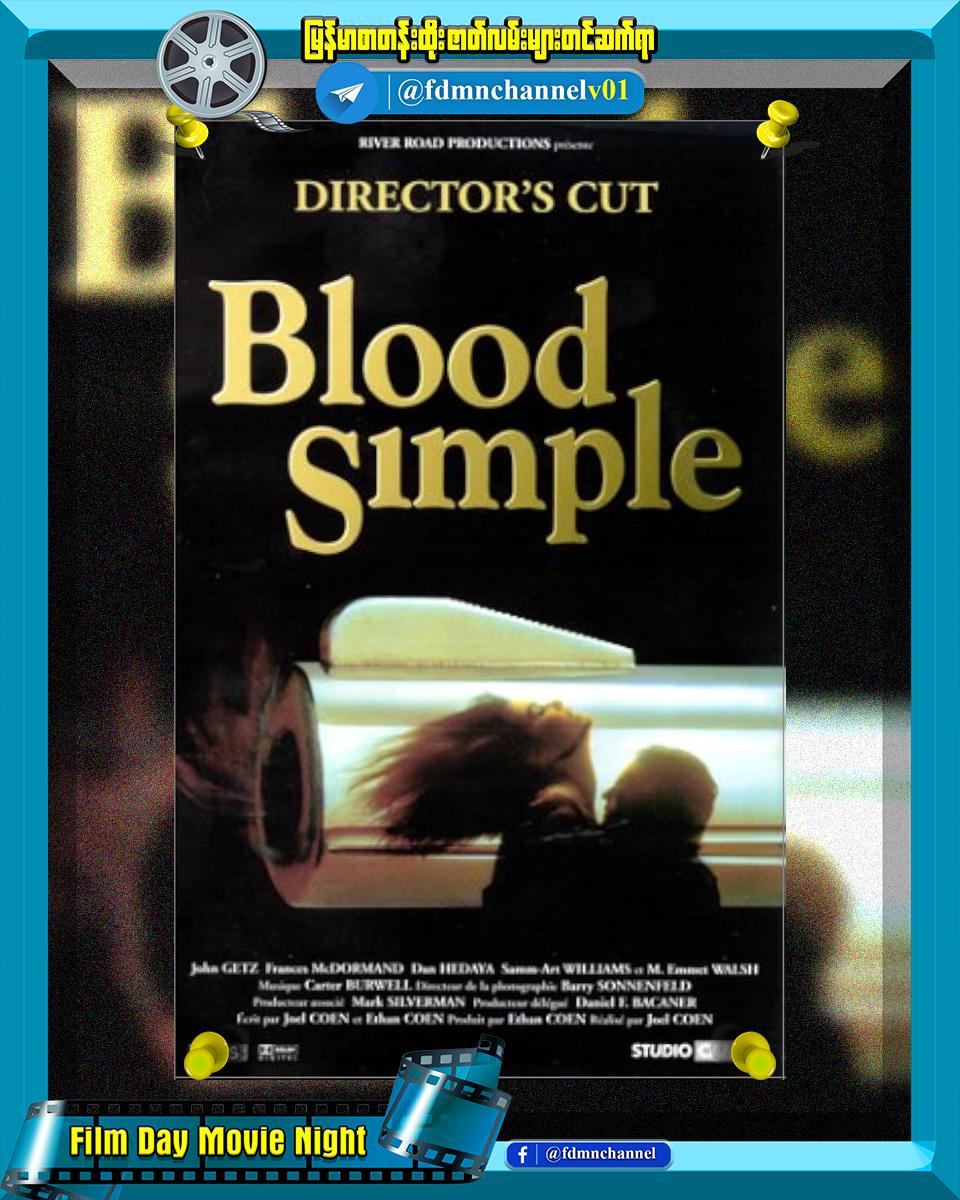 မြန်မာစာတန်းထိုးဇာတ်လမ်းများတင်ဆက်ရာ
@fdmnchannelv01
RIVER ROAD PRODUCTIONS présente
DIRECTOR'S CUT
Blood
Simple
John GETZ Frances McDORMAND Dan HEDAYA Samm-Art WILLIAMS et M. Emmet WALSH
Musique Carter BURWELL Directeur de la photographie Barry SONNENFELD
Producteur associé Mark SILVERMAN Producteur délégué Daniel F. BACANER
Écrit par Joel COEN et Ethan COEN Produit par Ethan COEN Réalisé par Joel COEN
DIGITAL
STUDIO
Film Day Movie Night
@fdmnchannel